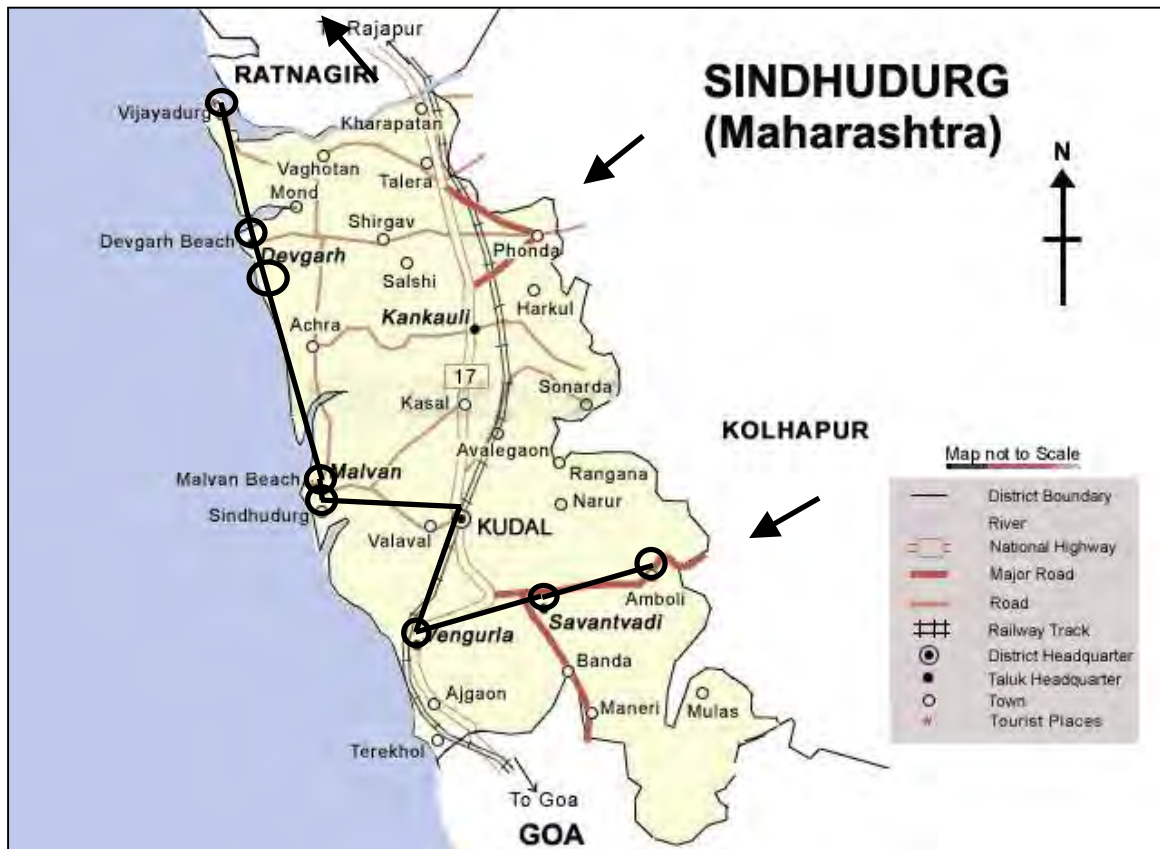 To Rajapur
RATNAGIRI
SINDHUDURG
(Maharashtra)
Vijayadurg
Kharapatan
N
Vaghotan
Talera
Mond
Shirgav
Devgarh Beach
Phonda
Devgarh
Salshi
Harkul
Kankauli
Achra
17
Sonarda
Kasal
KOLHAPUR
Avalegaon
Map not to Scale
Malvan
Rangana
Malvan Beach
District Boundary
Narur
Sindhudurg
KUDAL
River
Valaval
National Highway
Major Road
Amboli
Road
Savantvadi
Vengurla
Railway Track
District Headquarter
Banda
Taluk Headquarter
Ajgaon
Town
Maneri
Mulas
Tourist Places
Terekhol
To Goa
GOA